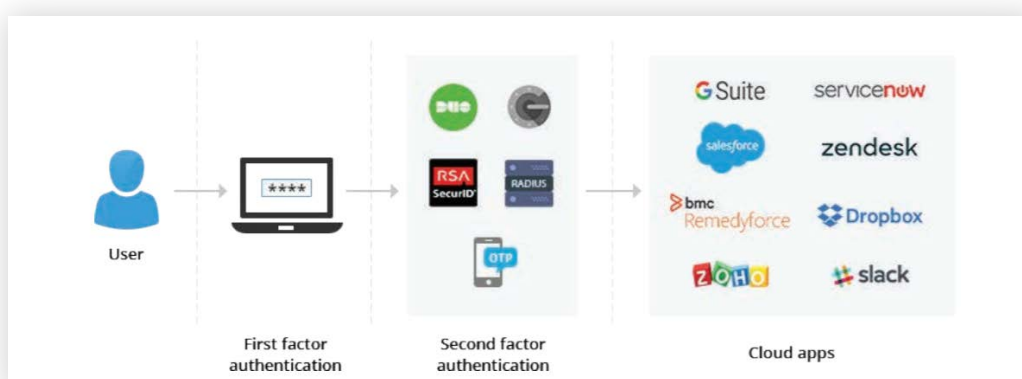 User
****
First factor
authentication
DUO
RSA
SecurID
RADIUS
OTP
Second factor
authentication
G Suite
servicenow
salesforce
zendesk
bmc
Remedyforce
Dropbox
ZOHO
slack
Cloud apps